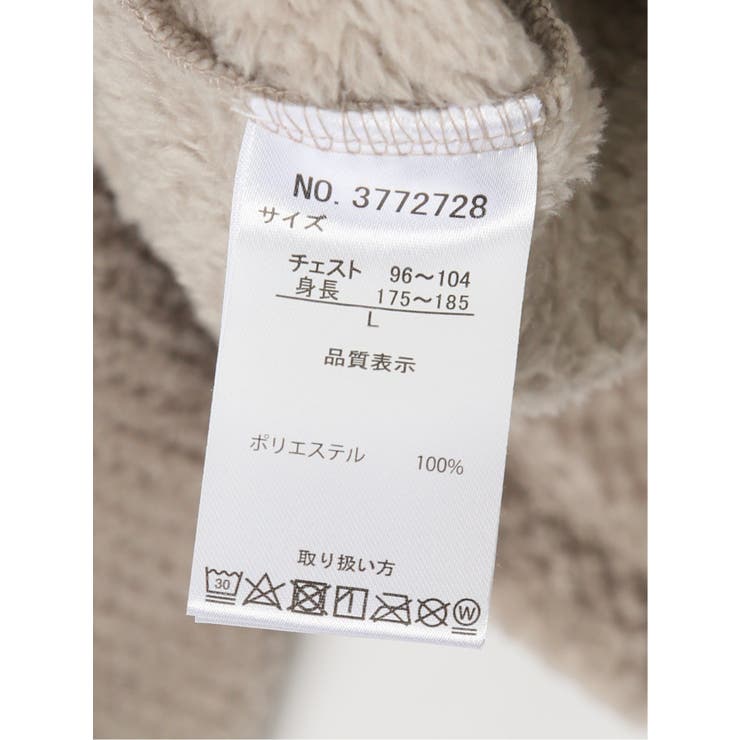 NO. 3772728
サイズ
チェスト 96～104
身長 175～185
L
品質表示
ポリエステル 100%
取り扱い方
30
W